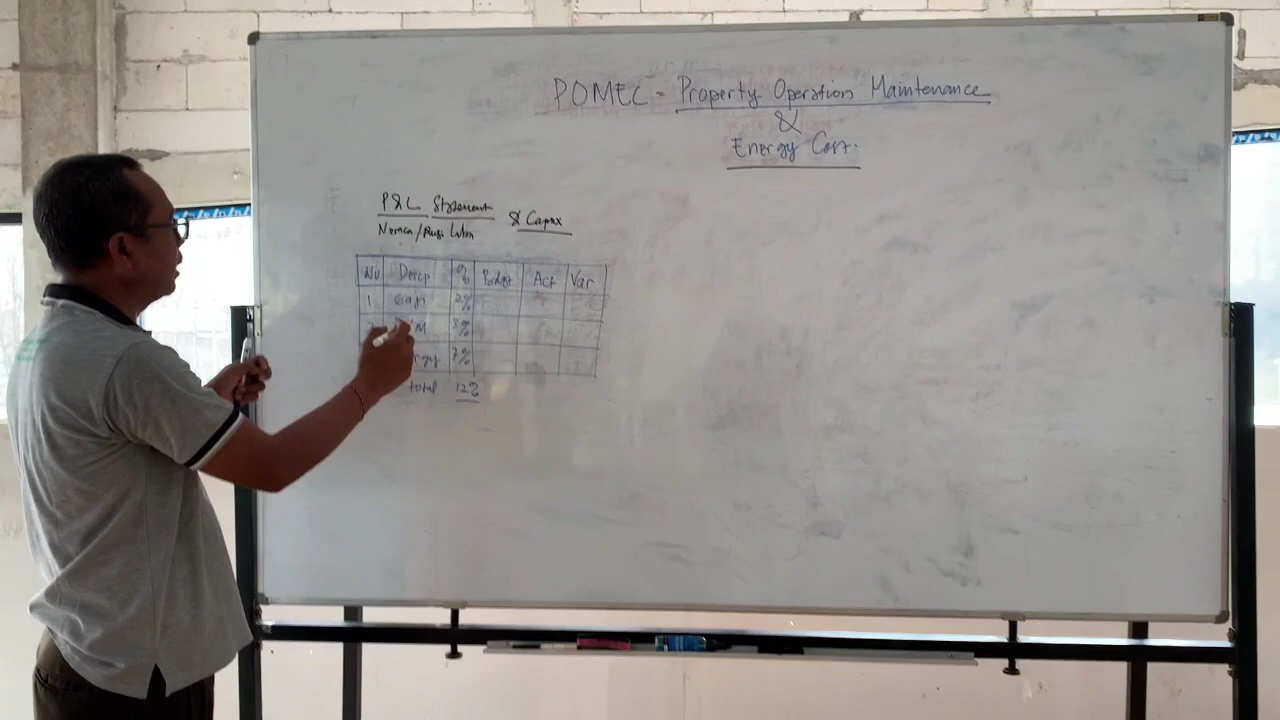 POMEC = Property Operation Maintenance
&
Energy Cost.
P&L Statement & Capex
Neraca/Rugi Laba
No Descp % Budget Act Var
1. Gaji 2%
3%
7%
total 12%